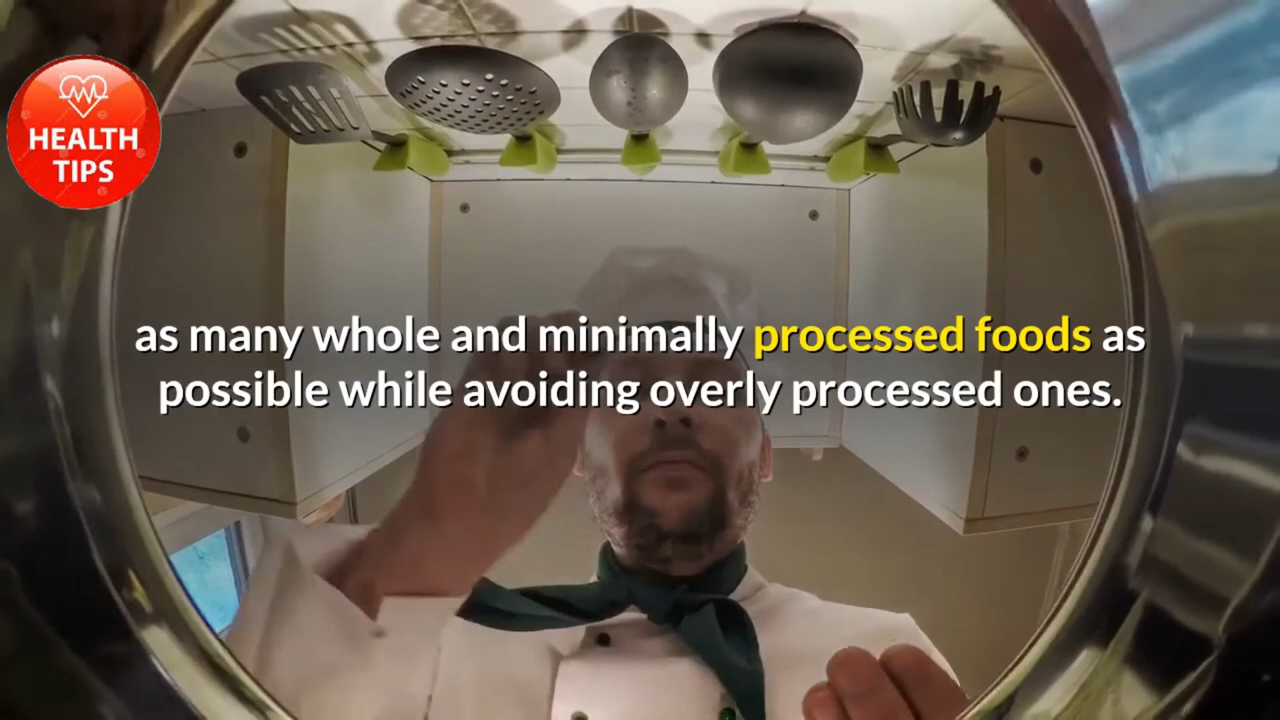 HEALTH
TIPS
as many whole and minimally processed foods as
possible while avoiding overly processed ones.